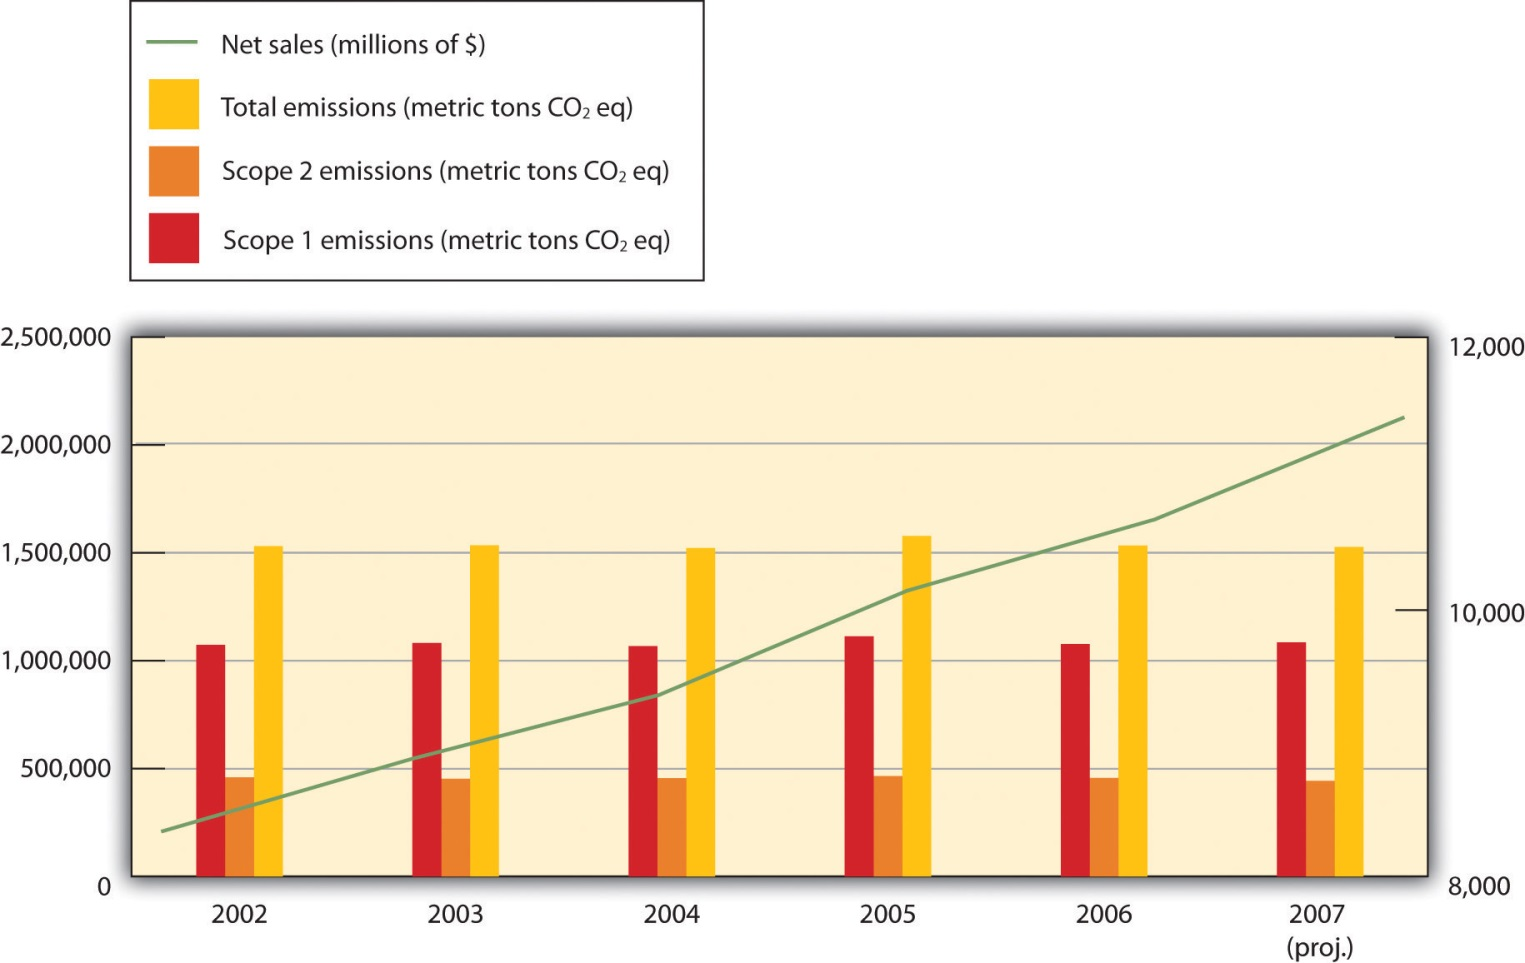 Net sales (millions of $)
Total emissions (metric tons CO₂ eq)
Scope 2 emissions (metric tons CO₂ eq)
Scope 1 emissions (metric tons CO₂ eq)
2,500,000
2,000,000
1,500,000
1,000,000
500,000
0
12,000
10,000
8,000
2002 2003 2004 2005 2006 2007
(proj.)